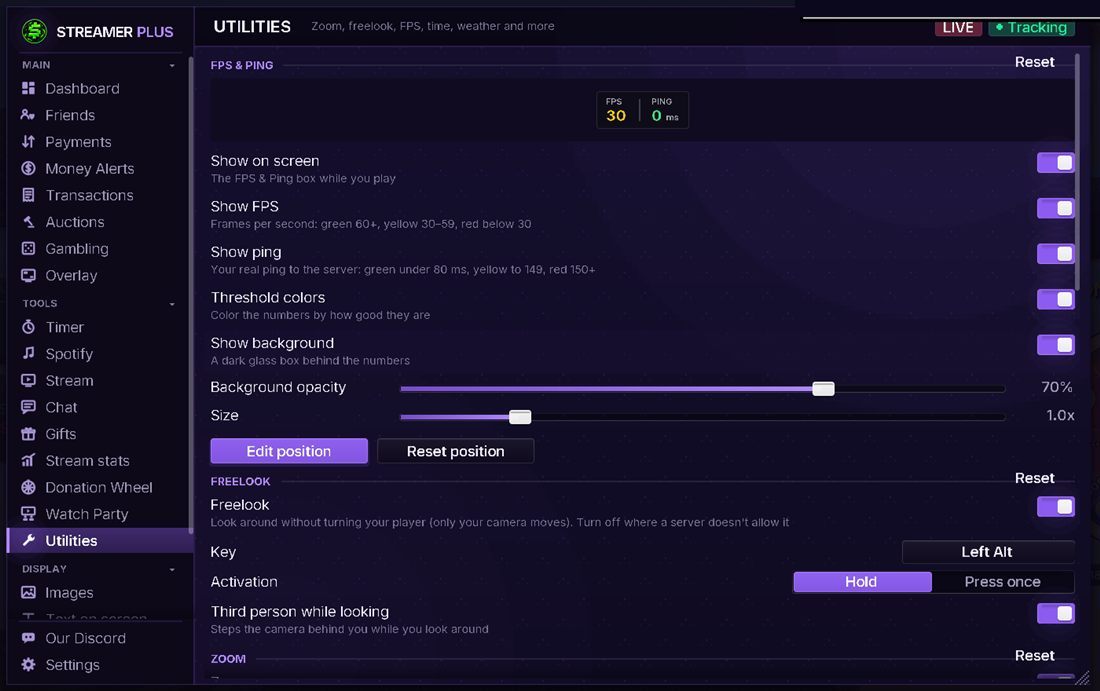 STREAMER PLUS
MAIN
Dashboard
Friends
Payments
Money Alerts
Transactions
Auctions
Gambling
Overlay
TOOLS
Timer
Spotify
Stream
Chat
Gifts
Stream stats
Donation Wheel
Watch Party
Utilities
DISPLAY
Images
Text on screen
Our Discord
Settings
UTILITIES Zoom, freelook, FPS, time, weather and more LIVE Tracking
FPS & PING Reset
FPS PING
30 0 ms
Show on screen
The FPS & Ping box while you play
Show FPS
Frames per second: green 60+, yellow 30–59, red below 30
Show ping
Your real ping to the server: green under 80 ms, yellow to 149, red 150+
Threshold colors
Color the numbers by how good they are
Show background
A dark glass box behind the numbers
Background opacity 70%
Size 1.0x
Edit position Reset position
FREELOOK Reset
Freelook
Look around without turning your player (only your camera moves). Turn off where a server doesn't allow it
Key Left Alt
Activation Hold Press once
Third person while looking
Steps the camera behind you while you look around
ZOOM Reset